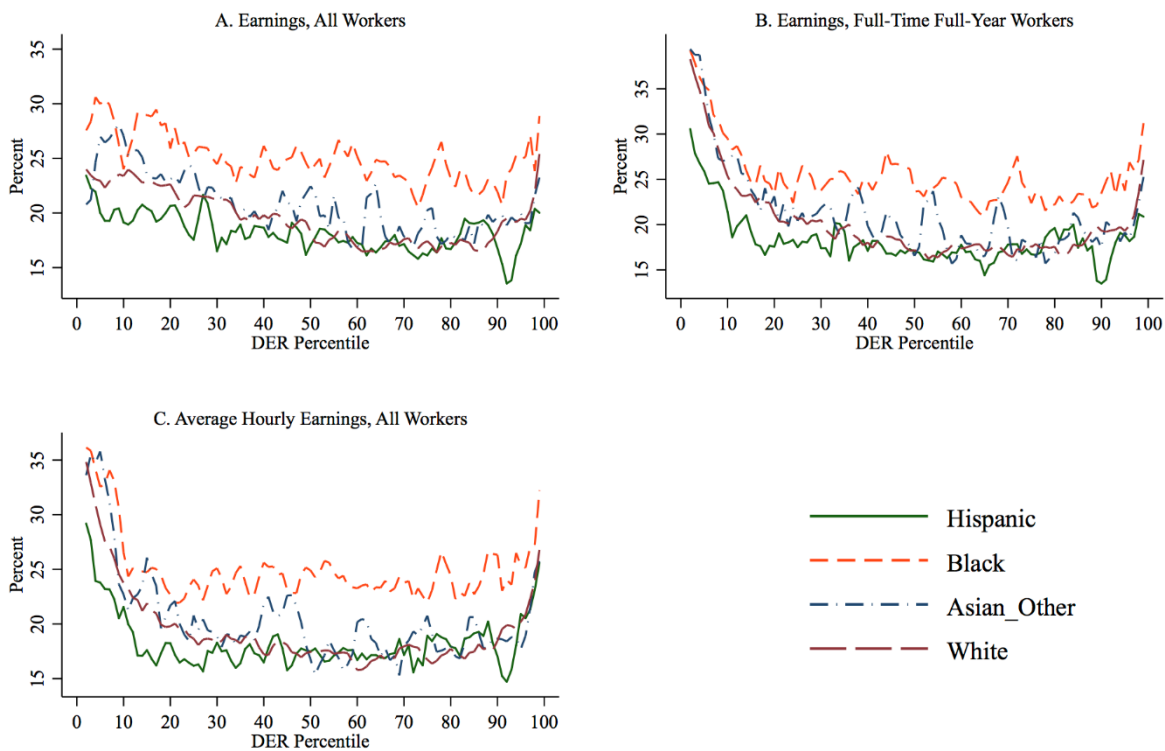 A. Earnings, All Workers
Percent
35
30
25
20
15
0 10 20 30 40 50 60 70 80 90 100
DER Percentile
B. Earnings, Full-Time Full-Year Workers
Percent
35
30
25
20
15
0 10 20 30 40 50 60 70 80 90 100
DER Percentile
C. Average Hourly Earnings, All Workers
Percent
35
30
25
20
15
0 10 20 30 40 50 60 70 80 90 100
DER Percentile
Hispanic
Black
Asian_Other
White